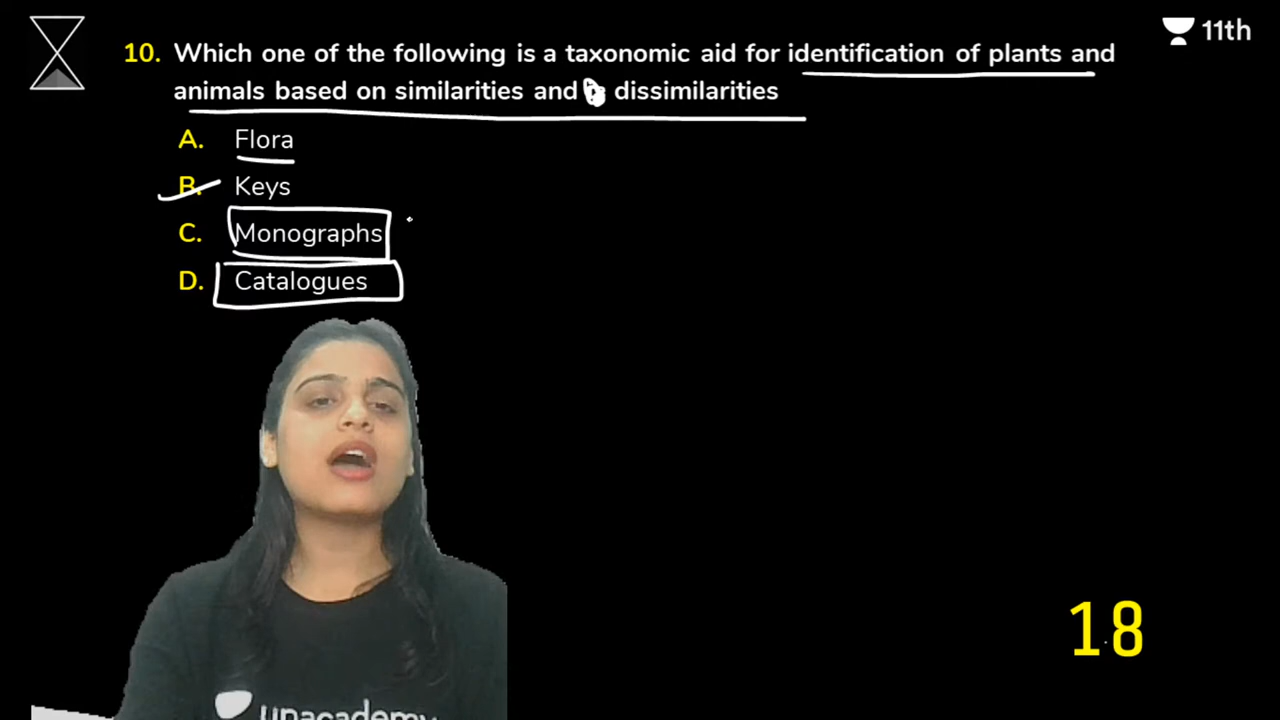 11th
10. Which one of the following is a taxonomic aid for identification of plants and
animals based on similarities and dissimilarities
A. Flora
B. Keys
C. Monographs
D. Catalogues
18
unacademy